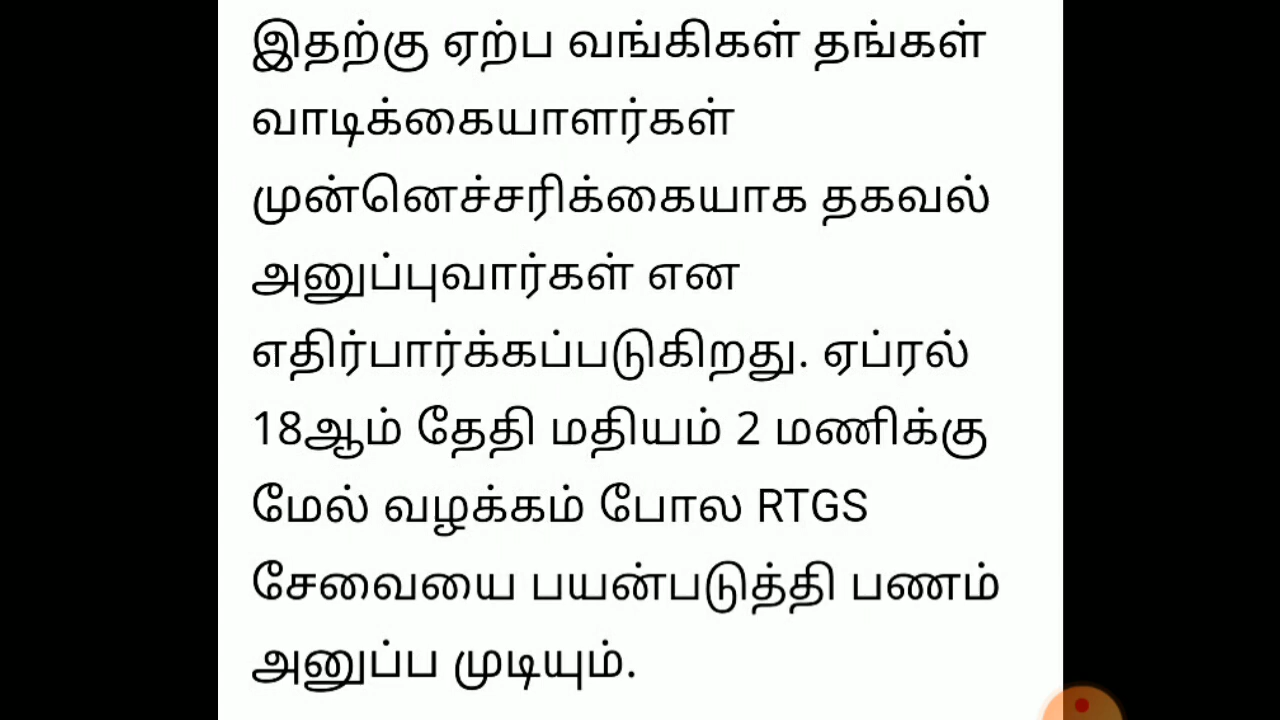 இதற்கு ஏற்ப வங்கிகள் தங்கள்
வாடிக்கையாளர்கள்
முன்னெச்சரிக்கையாக தகவல்
அனுப்புவார்கள் என
எதிர்பார்க்கப்படுகிறது. ஏப்ரல்
18ஆம் தேதி மதியம் 2 மணிக்கு
மேல் வழக்கம் போல RTGS
சேவையை பயன்படுத்தி பணம்
அனுப்ப முடியும்.